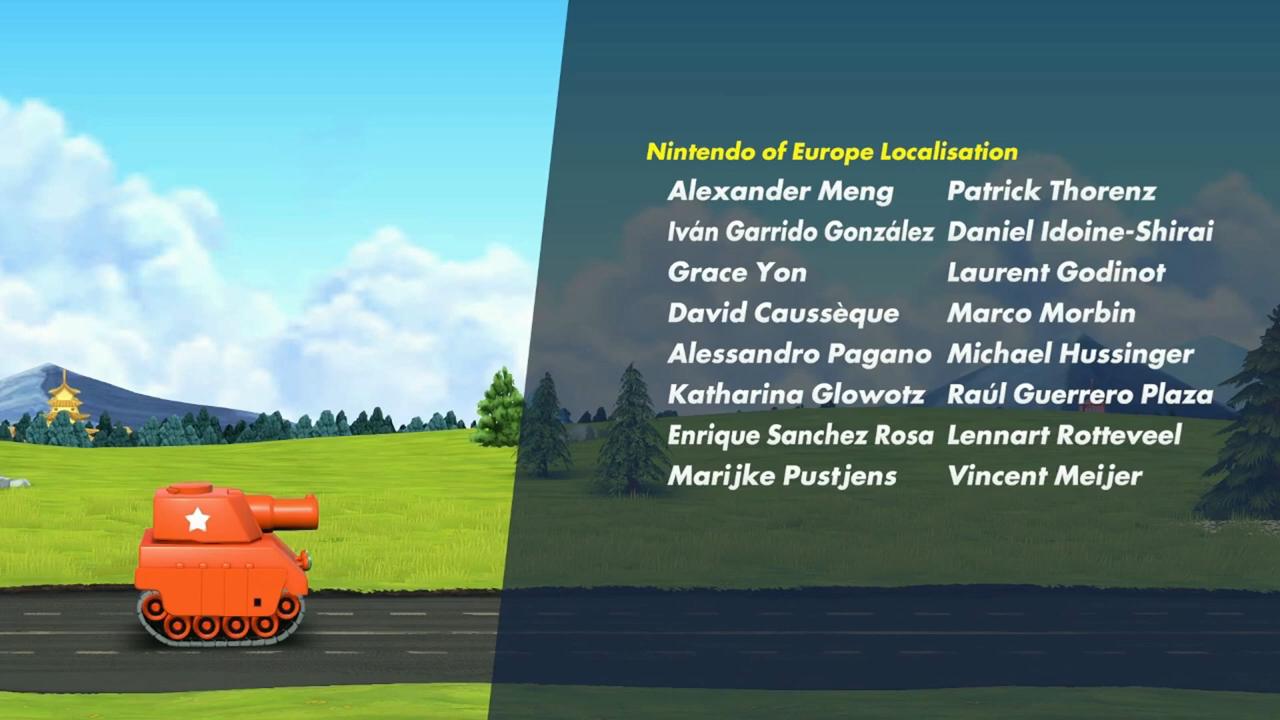 Nintendo of Europe Localisation
Alexander Meng Patrick Thorenz
Iván Garrido González Daniel Idoine-Shirai
Grace Yon Laurent Godinot
David Caussèque Marco Morbin
Alessandro Pagano Michael Hussinger
Katharina Glowotz Raúl Guerrero Plaza
Enrique Sanchez Rosa Lennart Rotteveel
Marijke Pustjens Vincent Meijer